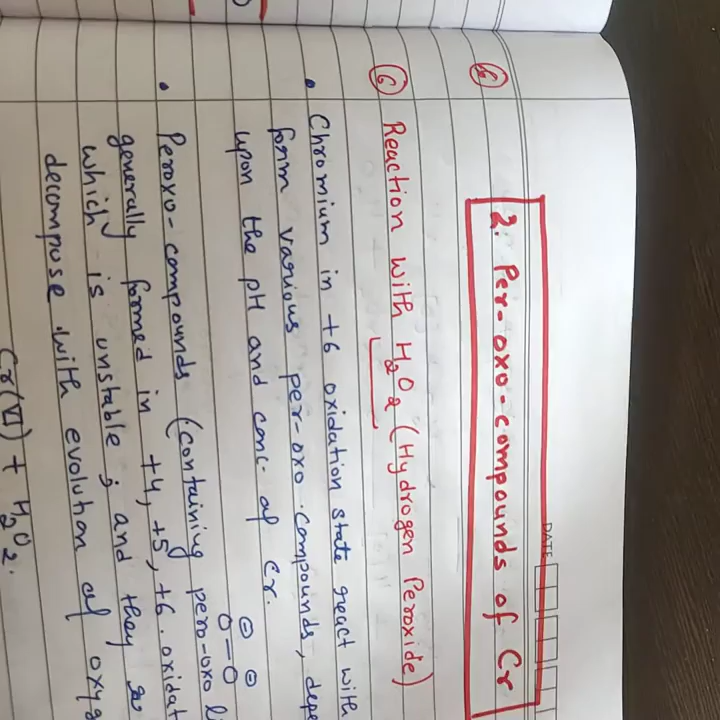 DATE
2. Per-oxo-compounds of Cr
6 Reaction with H2O2 (Hydrogen Peroxide)
• Chromium in +6 oxidation state react with
form various per-oxo compounds, depe
upon the pH and conc. of Cr.
⊖ ⊖
O–O
• Peroxo-compounds (containing pero-oxo li
generally formed in +4, +5, +6 oxidat
which is unstable; and they
decompose with evolution of oxyg
Cr(VI) + H2O2.